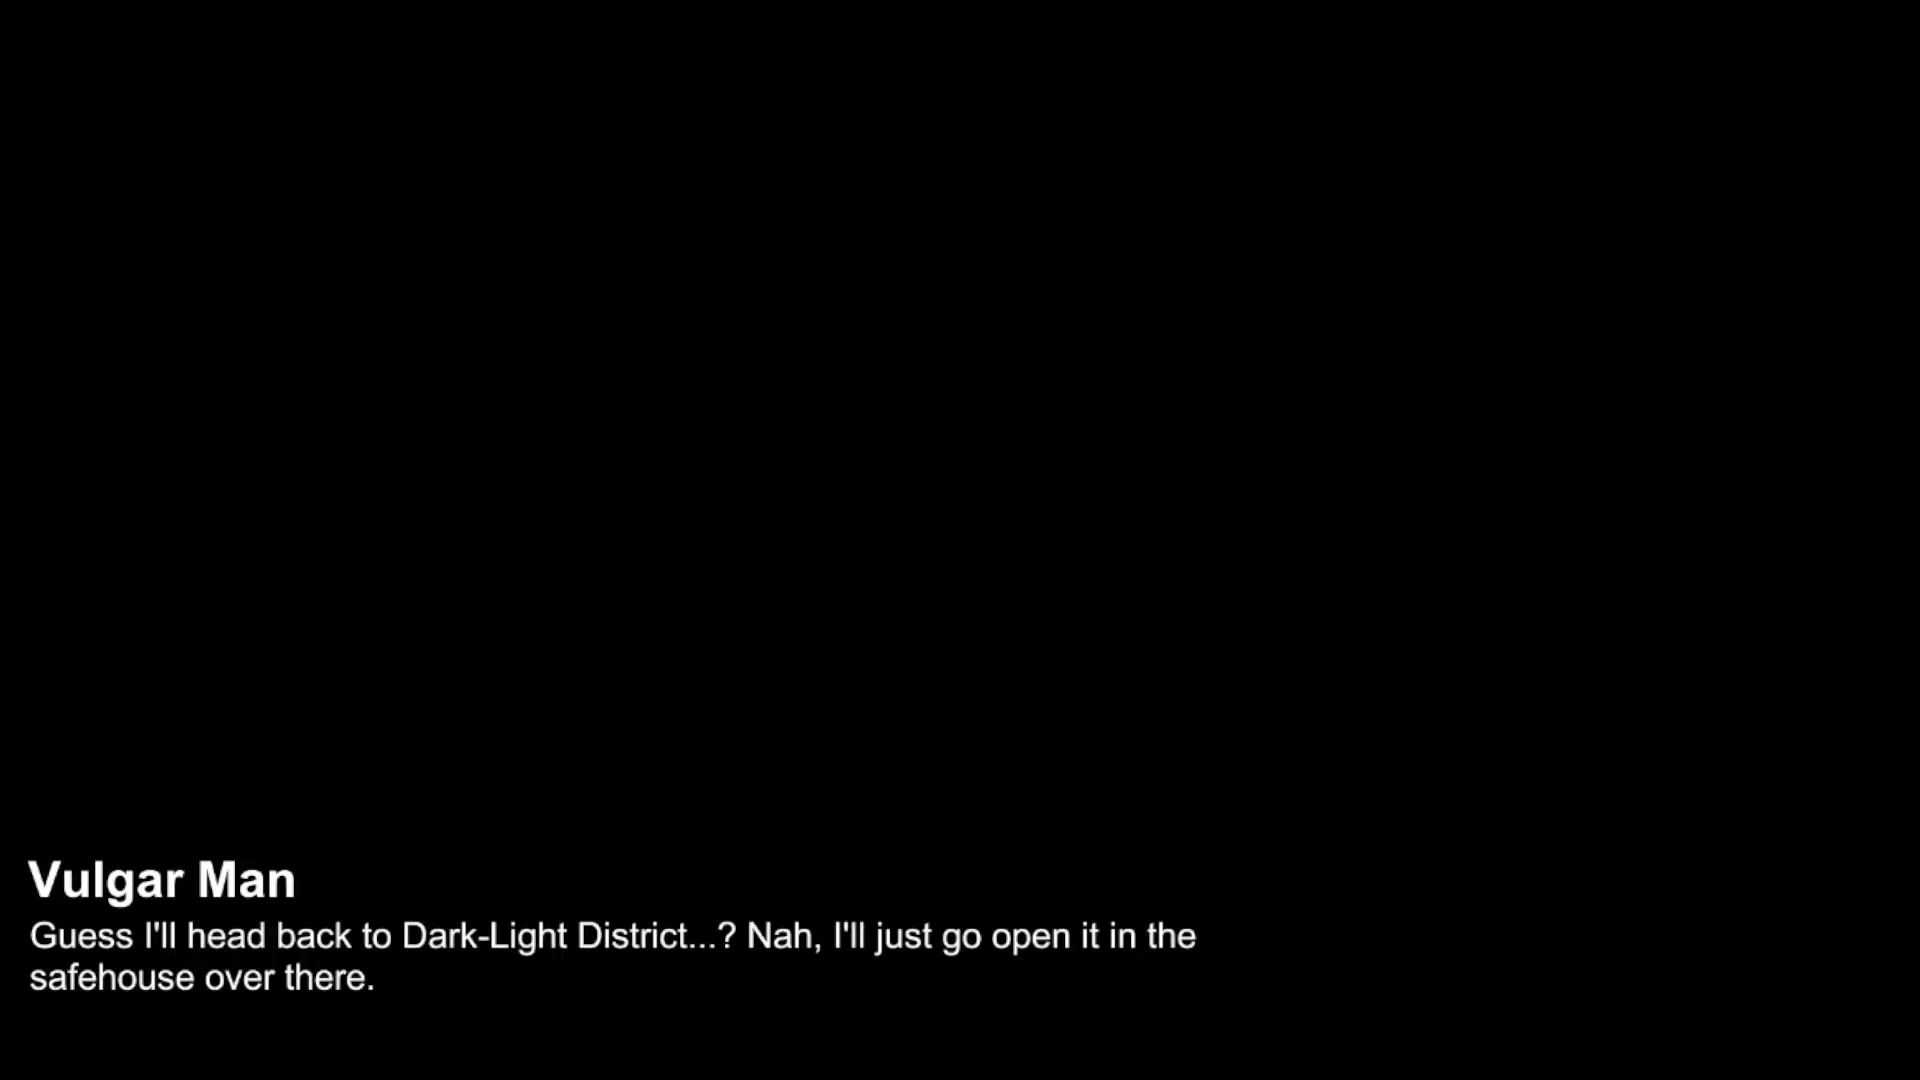 Vulgar Man
Guess I'll head back to Dark-Light District...? Nah, I'll just go open it in the
safehouse over there.